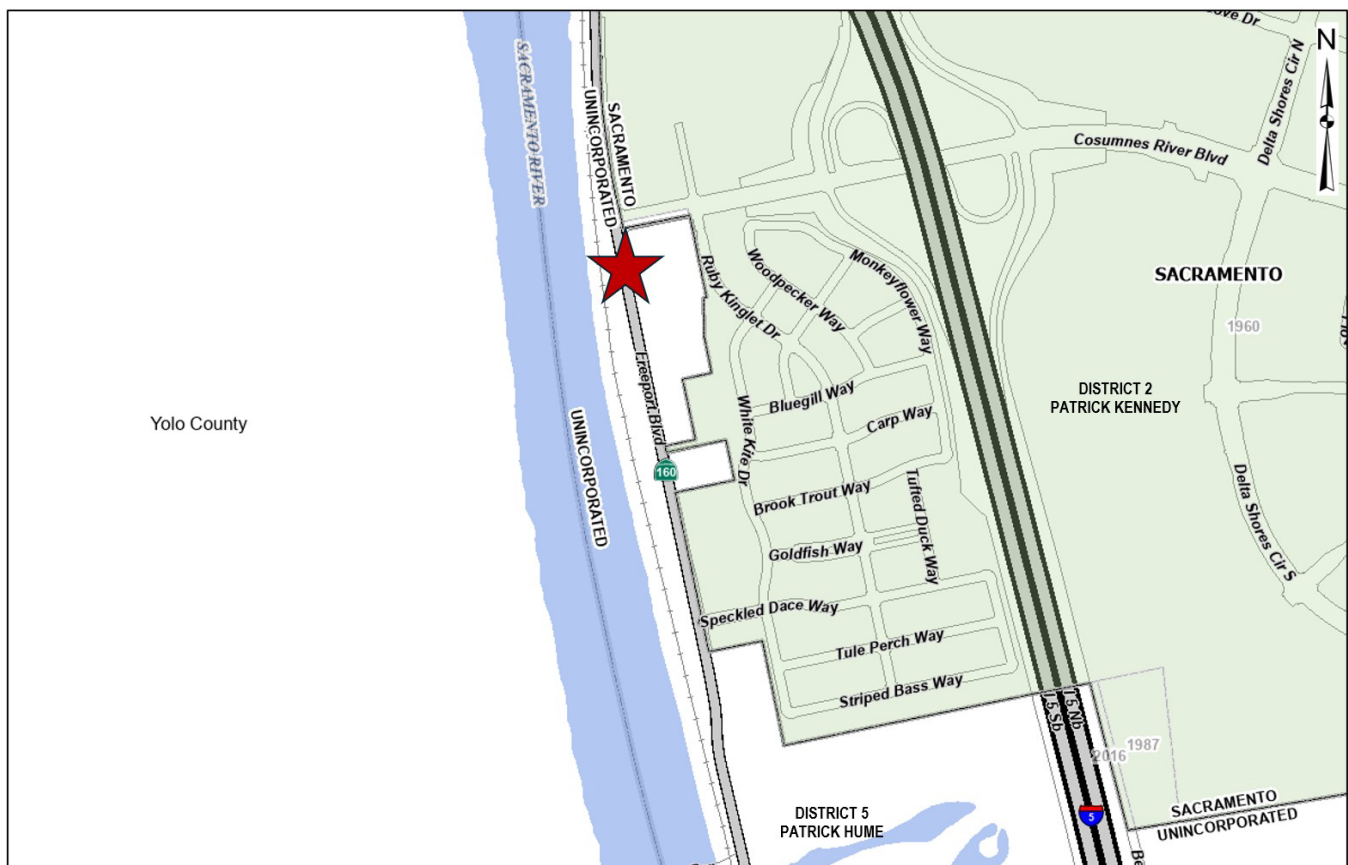 N
SACRAMENTO RIVER
SACRAMENTO
UNINCORPORATED
Cosumnes River Blvd
Delta Shores Cir N
Ruby Kinglet Dr
Woodpecker Way
Monkeyflower Way
SACRAMENTO
1960
DISTRICT 2
PATRICK KENNEDY
Yolo County
Freeport Blvd
UNINCORPORATED
160
Bluegill Way
Carp Way
White Kite Dr
Brook Trout Way
Tufted Duck Way
Goldfish Way
Delta Shores Cir S
Speckled Dace Way
Tule Perch Way
Striped Bass Way
I 5 Sb
I 5 Nb
2016
1987
5
SACRAMENTO
UNINCORPORATED
DISTRICT 5
PATRICK HUME